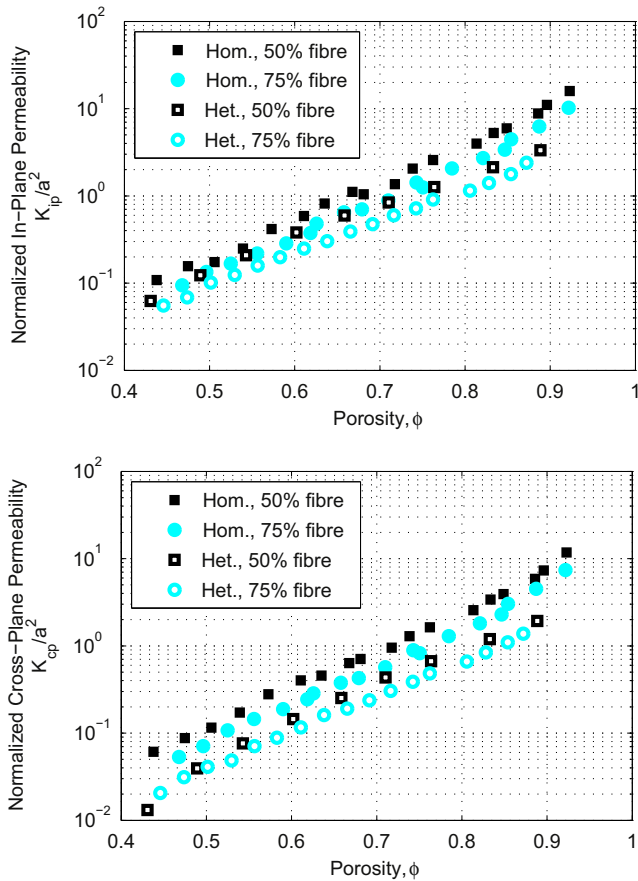 10²
10¹
10⁰
10⁻¹
10⁻²
Normalized In−Plane Permeability
K_ip/a²
Hom., 50% fibre
Hom., 75% fibre
Het., 50% fibre
Het., 75% fibre
0.4 0.5 0.6 0.7 0.8 0.9 1
Porosity, ϕ
10²
10¹
10⁰
10⁻¹
10⁻²
Normalized Cross−Plane Permeability
K_cp/a²
Hom., 50% fibre
Hom., 75% fibre
Het., 50% fibre
Het., 75% fibre
0.4 0.5 0.6 0.7 0.8 0.9 1
Porosity, ϕ